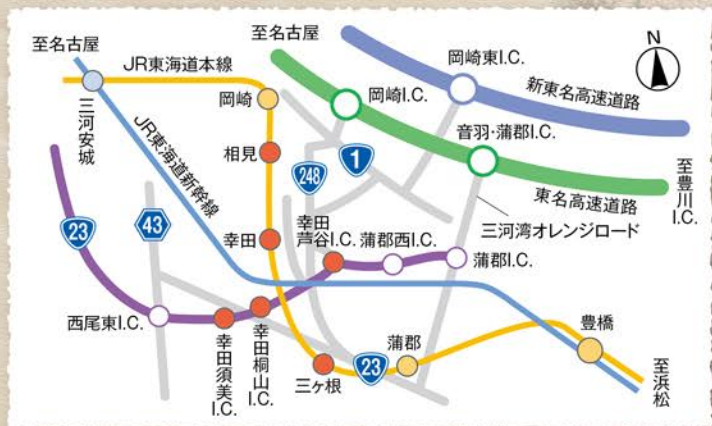 至名古屋
JR東海道本線
三河安城
岡崎
相見
幸田
JR東海道新幹線
至名古屋
岡崎I.C.
岡崎東I.C.
新東名高速道路
N
音羽・蒲郡I.C.
東名高速道路
至豊川I.C.
三河湾オレンジロード
1
248
23
43
幸田芦谷I.C.
蒲郡西I.C.
蒲郡I.C.
西尾東I.C.
幸田須美I.C.
幸田桐山I.C.
三ヶ根
23
蒲郡
豊橋
至浜松